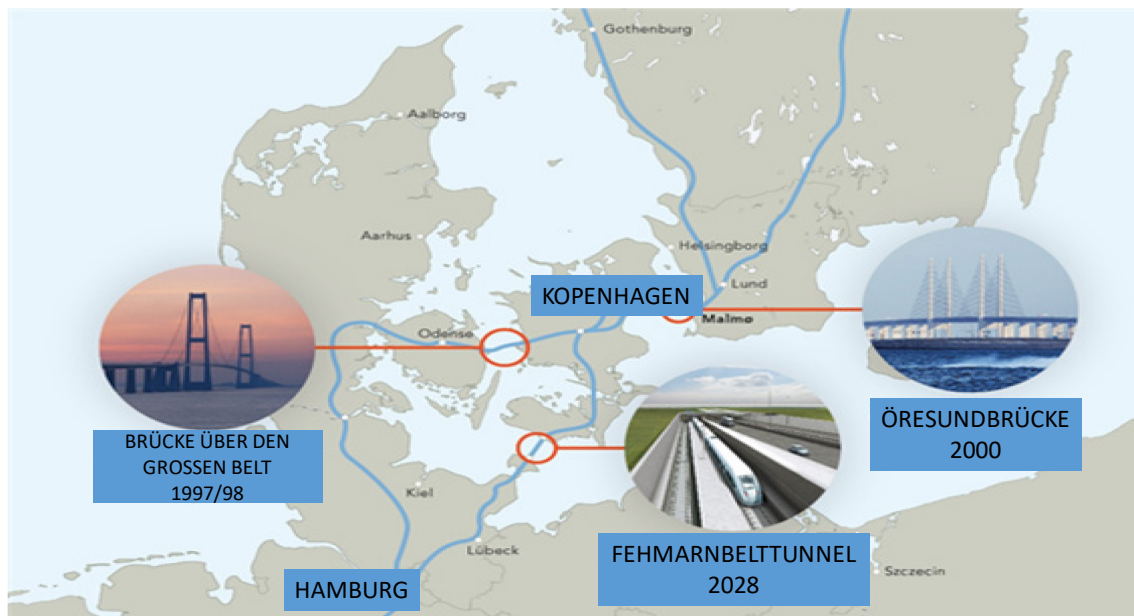 Gothenburg
Aalborg
Aarhus
Helsingborg
KOPENHAGEN
Lund
Malmø
Odense
BRÜCKE ÜBER DEN
GROSSEN BELT
1997/98
ÖRESUNDBRÜCKE
2000
Kiel
Lübeck
FEHMARNBELTTUNNEL
2028
HAMBURG
Szczecin